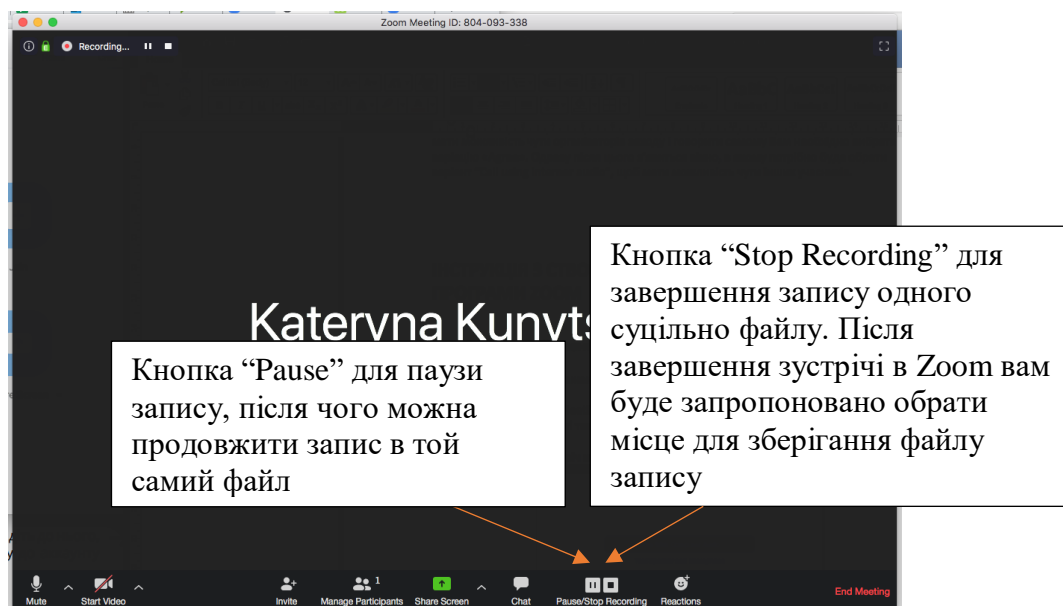 Zoom Meeting ID: 804-093-338
Recording...
Kateryna Kunyts
Кнопка “Stop Recording” для
завершення запису одного
суцільно файлу. Після
завершення зустрічі в Zoom вам
буде запропоновано обрати
місце для зберігання файлу
запису
Кнопка “Pause” для паузи
запису, після чого можна
продовжити запис в той
самий файл
Mute
Start Video
Invite
1
Manage Participants
Share Screen
Chat
Pause/Stop Recording
Reactions
End Meeting